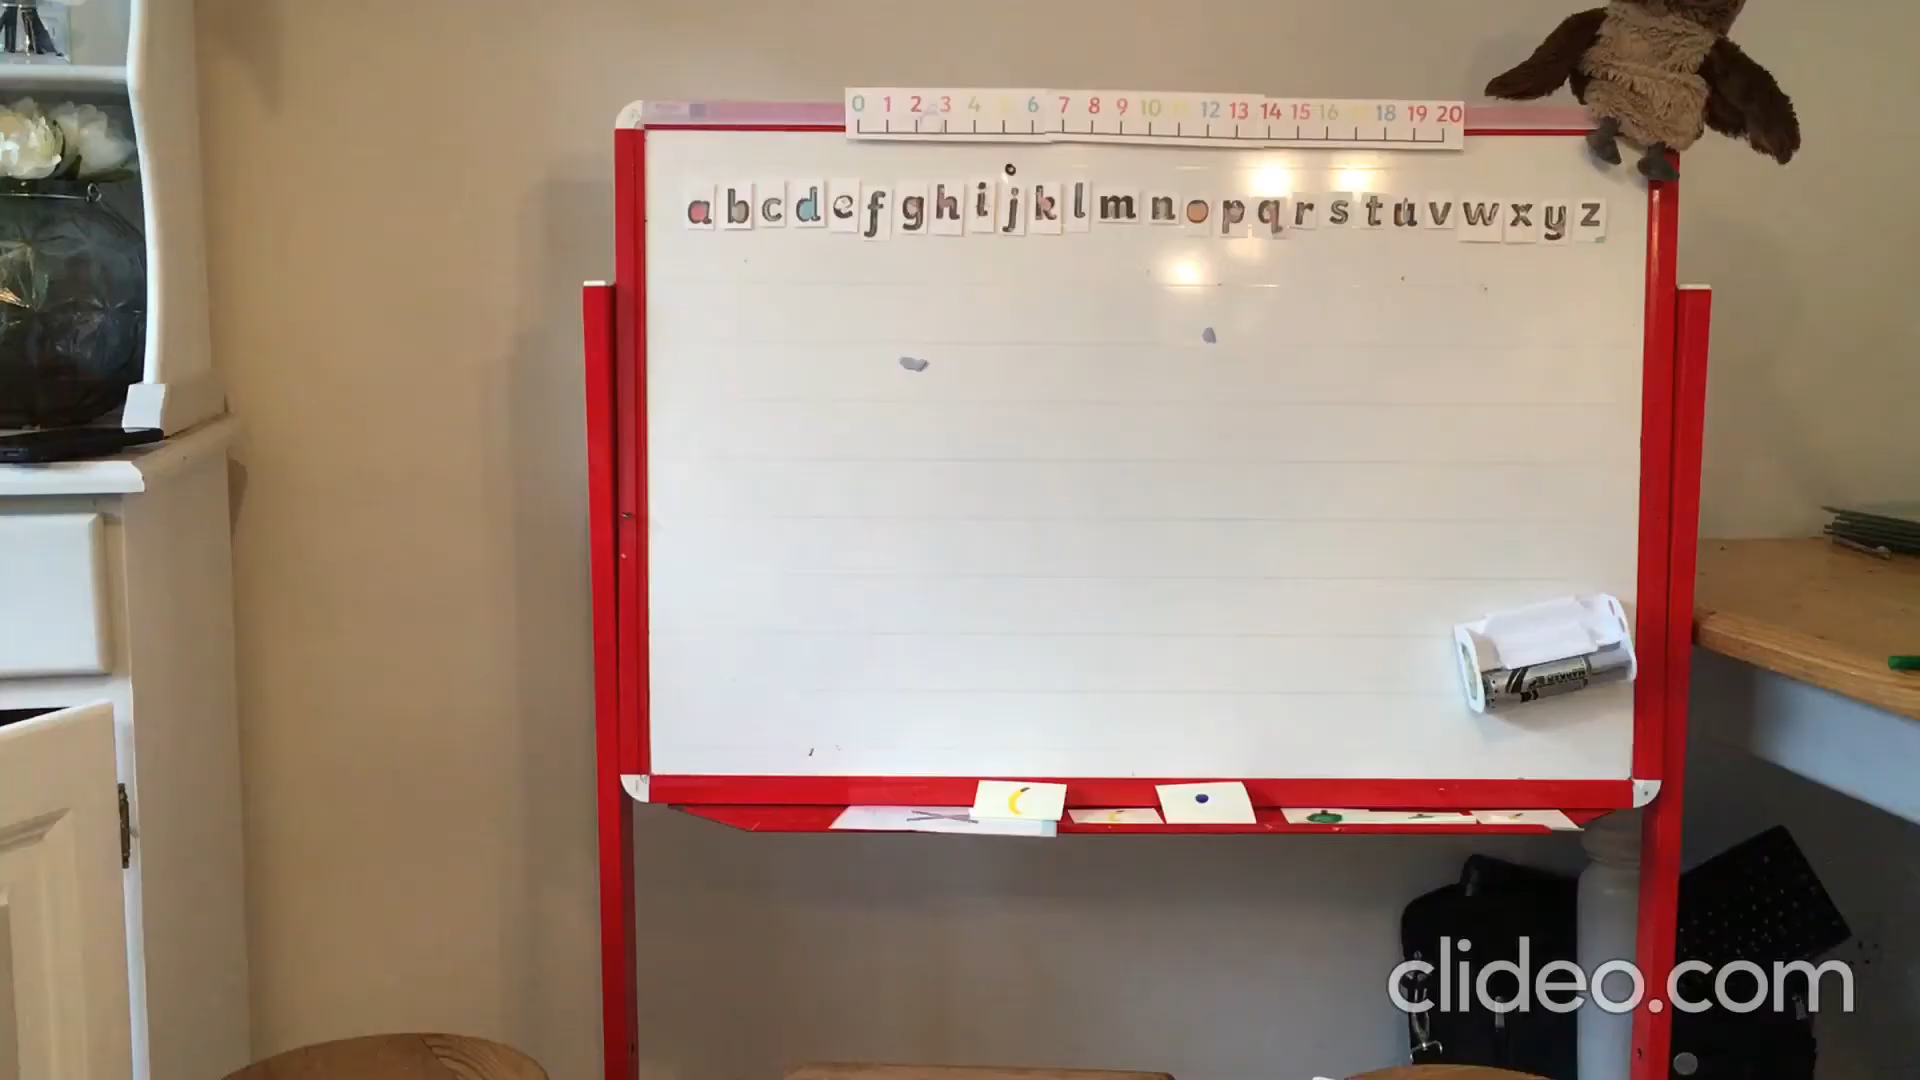 0 1 2 3 4 5 6 7 8 9 10 11 12 13 14 15 16 17 18 19 20
a b c d e f g h i j k l m n o p q r s t u v w x y z
MARKER
clideo.com